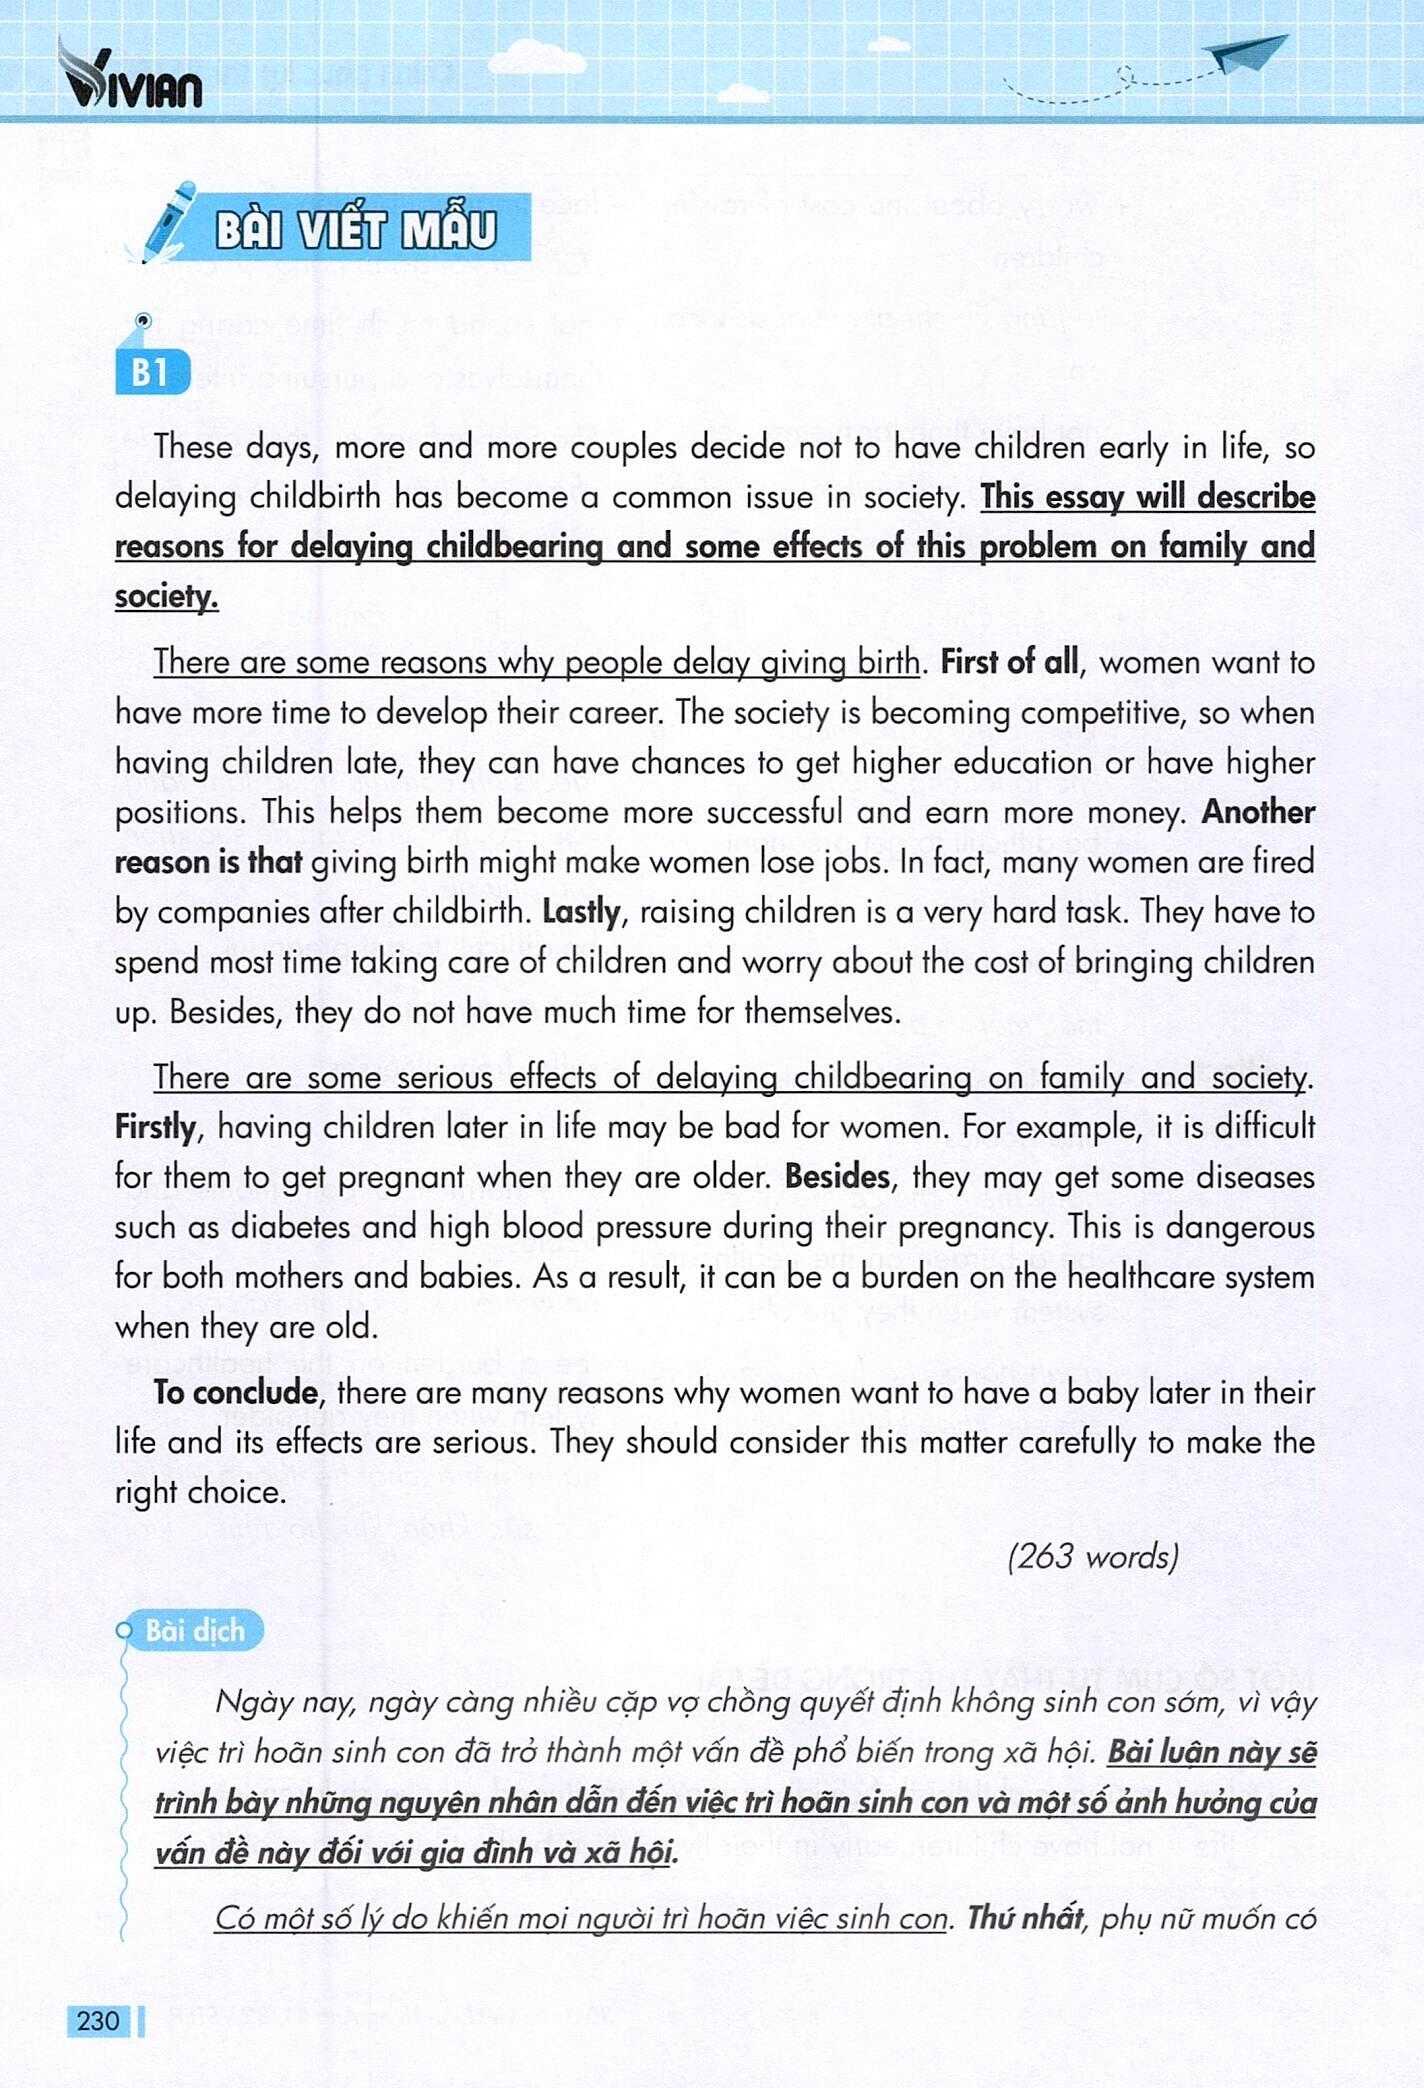 VIVIAN
BÀI VIẾT MẪU
B1
These days, more and more couples decide not to have children early in life, so
delaying childbirth has become a common issue in society. This essay will describe
reasons for delaying childbearing and some effects of this problem on family and
society.
There are some reasons why people delay giving birth. First of all, women want to
have more time to develop their career. The society is becoming competitive, so when
having children late, they can have chances to get higher education or have higher
positions. This helps them become more successful and earn more money. Another
reason is that giving birth might make women lose jobs. In fact, many women are fired
by companies after childbirth. Lastly, raising children is a very hard task. They have to
spend most time taking care of children and worry about the cost of bringing children
up. Besides, they do not have much time for themselves.
There are some serious effects of delaying childbearing on family and society.
Firstly, having children later in life may be bad for women. For example, it is difficult
for them to get pregnant when they are older. Besides, they may get some diseases
such as diabetes and high blood pressure during their pregnancy. This is dangerous
for both mothers and babies. As a result, it can be a burden on the healthcare system
when they are old.
To conclude, there are many reasons why women want to have a baby later in their
life and its effects are serious. They should consider this matter carefully to make the
right choice.
(263 words)
Bài dịch
Ngày nay, ngày càng nhiều cặp vợ chồng quyết định không sinh con sớm, vì vậy
việc trì hoãn sinh con đã trở thành một vấn đề phổ biến trong xã hội. Bài luận này sẽ
trình bày những nguyên nhân dẫn đến việc trì hoãn sinh con và một số ảnh hưởng của
vấn đề này đối với gia đình và xã hội.
Có một số lý do khiến mọi người trì hoãn việc sinh con. Thứ nhất, phụ nữ muốn có
230